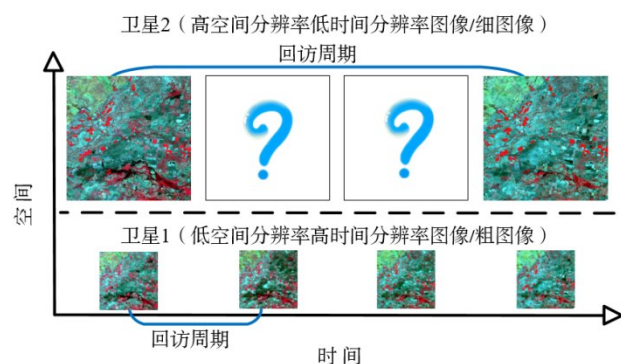 卫星2（高空间分辨率低时间分辨率图像/细图像）
回访周期
空间
卫星1（低空间分辨率高时间分辨率图像/粗图像）
回访周期
时间